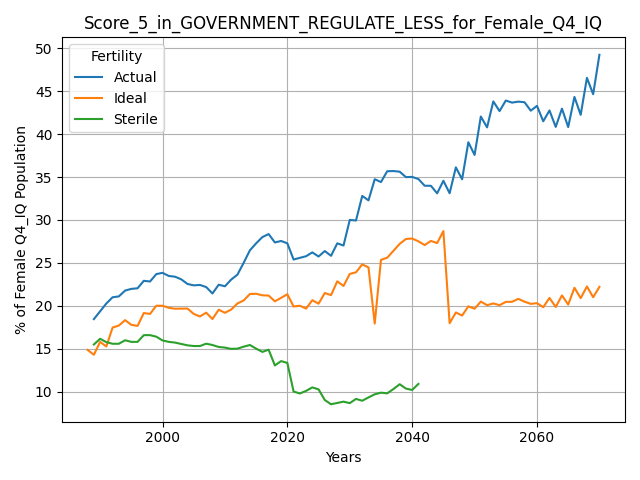 Score_5_in_GOVERNMENT_REGULATE_LESS_for_Female_Q4_IQ
Fertility
Actual
Ideal
Sterile
% of Female Q4_IQ Population
50
45
40
35
30
25
20
15
10
2000
2020
2040
2060
Years